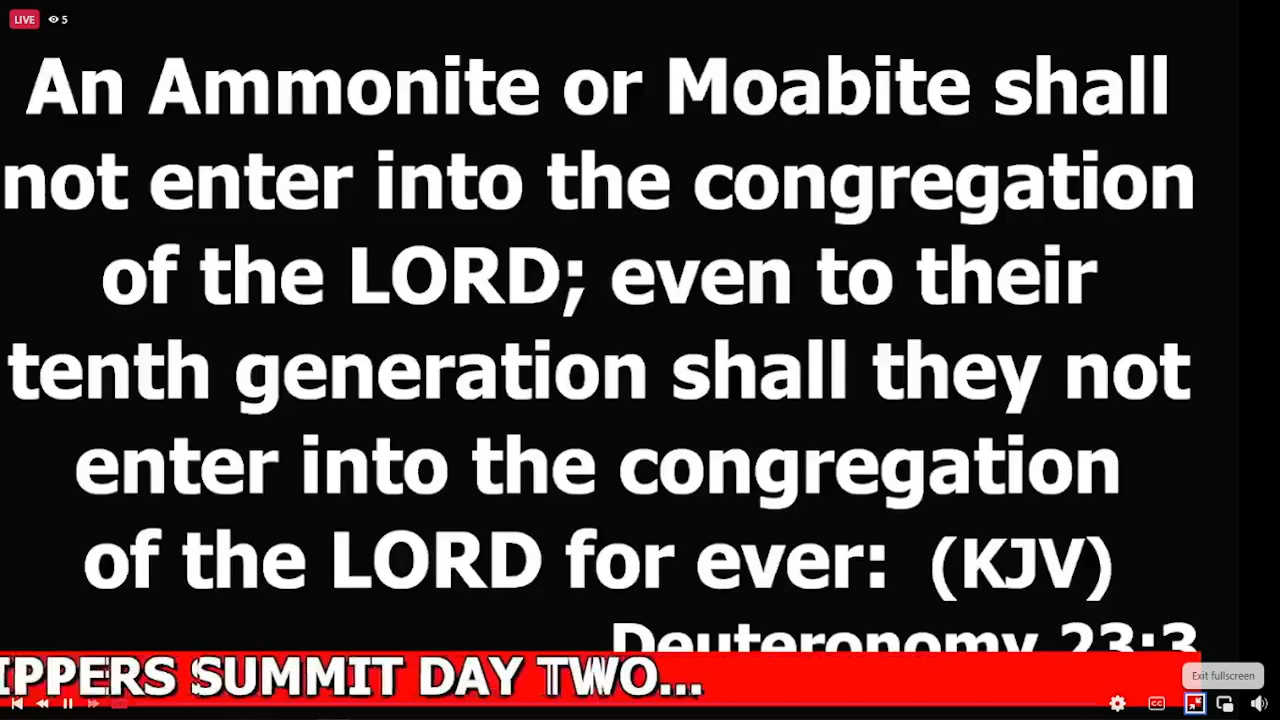 LIVE 5
An Ammonite or Moabite shall
not enter into the congregation
of the LORD; even to their
tenth generation shall they not
enter into the congregation
of the LORD for ever: (KJV)
Deuteronomy 23:3
IPPERS SUMMIT DAY TWO...
Exit fullscreen
CC